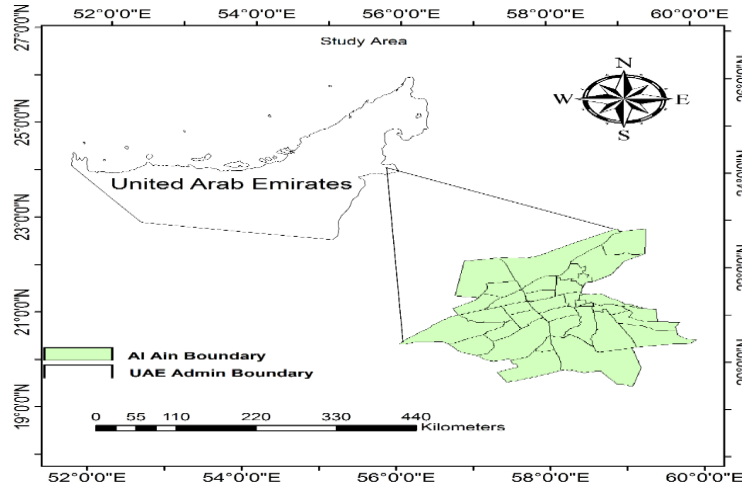 52°0'0"E 54°0'0"E 56°0'0"E 58°0'0"E 60°0'0"E
Study Area
27°0'0"N
25°0'0"N
23°0'0"N
21°0'0"N
19°0'0"N
N
W E
S
United Arab Emirates
Al Ain Boundary
UAE Admin Boundary
0 55 110 220 330 440
Kilometers
52°0'0"E 54°0'0"E 56°0'0"E 58°0'0"E 60°0'0"E